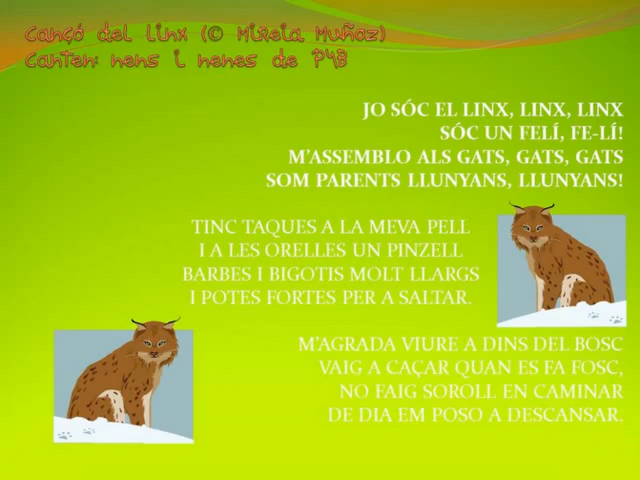 Cançó del linx (© Mireia Muñoz)
Canten: nens i nenes de P4B
JO SÓC EL LINX, LINX, LINX
SÓC UN FELÍ, FE-LÍ!
M'ASSEMBLO ALS GATS, GATS, GATS
SOM PARENTS LLUNYANS, LLUNYANS!
TINC TAQUES A LA MEVA PELL
I A LES ORELLES UN PINZELL
BARBES I BIGOTIS MOLT LLARGS
I POTES FORTES PER A SALTAR.
M'AGRADA VIURE A DINS DEL BOSC
VAIG A CAÇAR QUAN ES FA FOSC,
NO FAIG SOROLL EN CAMINAR
DE DIA EM POSO A DESCANSAR.